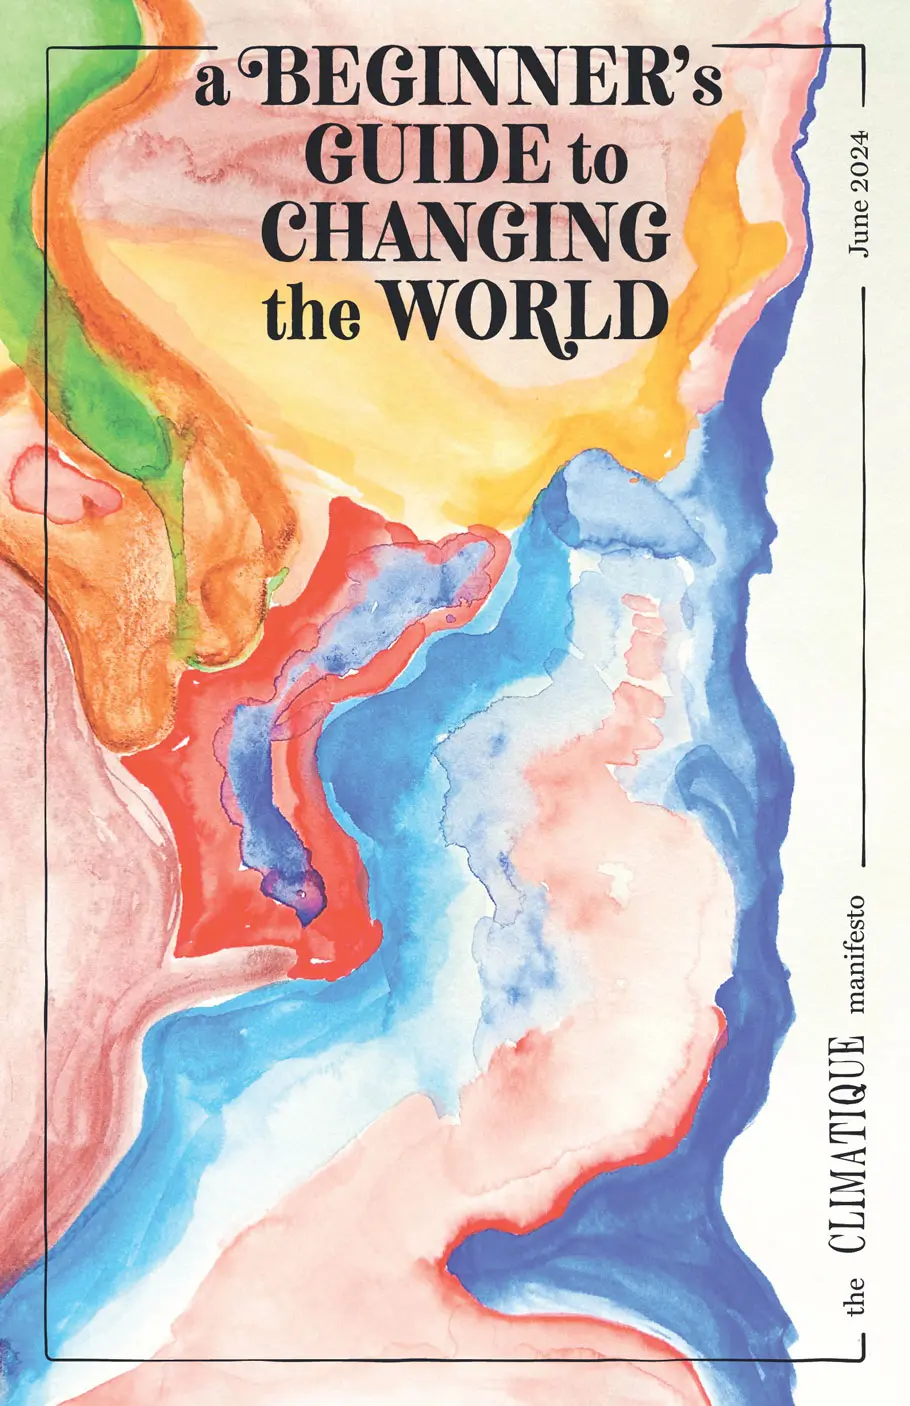 a BEGINNER's
GUIDE to
CHANGING
the WORLD
June 2024
the CLIMATIQUE manifesto